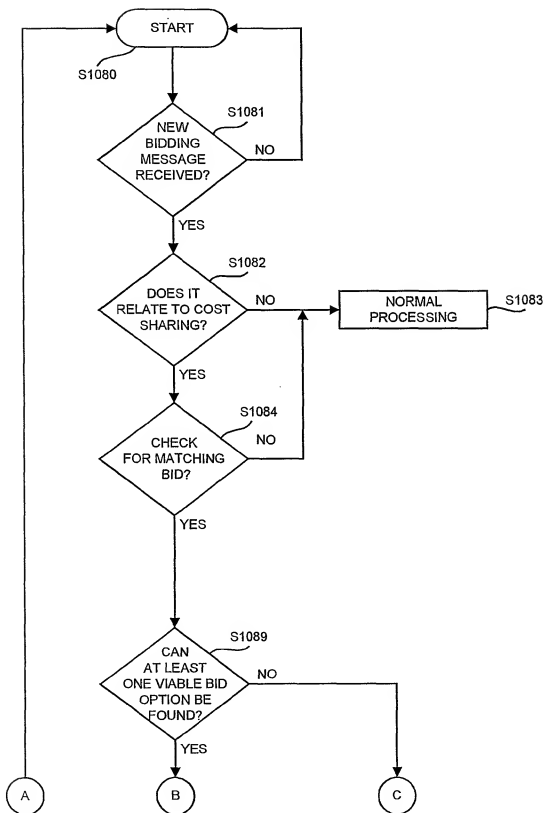 START
S1080
S1081
NEW
BIDDING
MESSAGE
RECEIVED?
NO
YES
S1082
DOES IT
RELATE TO COST
SHARING?
NO
NORMAL
PROCESSING
S1083
YES
S1084
CHECK
FOR MATCHING
BID?
NO
YES
S1089
CAN
AT LEAST
ONE VIABLE BID
OPTION BE
FOUND?
NO
YES
A
B
C